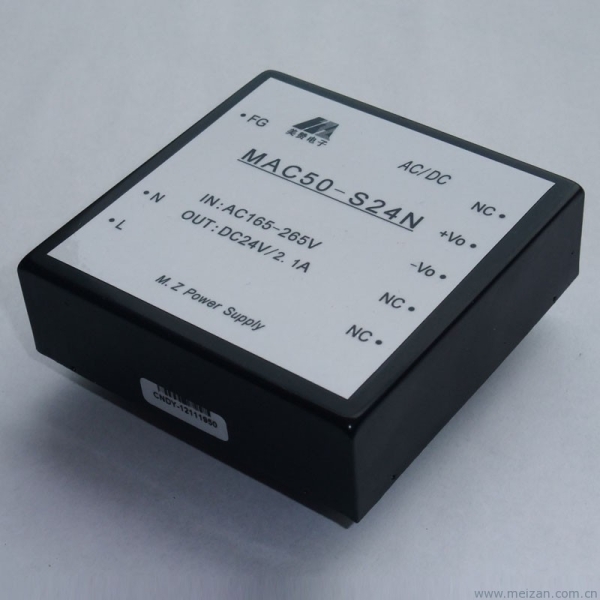 •FG
美赞电子
AC/DC
MAC50-S24N
NC•
+Vo•
-Vo•
NC•
NC•
•N
•L
IN:AC165-265V
OUT:DC24V/2.1A
M.Z Power Supply
CNDY-12111950
www.meizan.com.cn